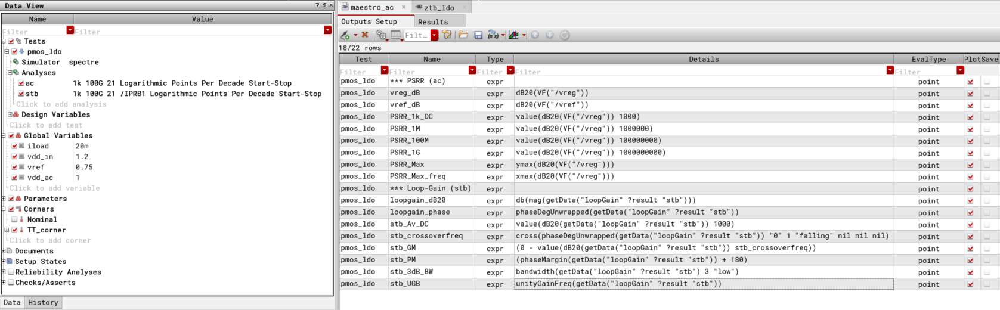 Data View
Name Value
Filter Filter
Tests
pmos_ldo
Simulator spectre
Analyses
ac 1k 100G 21 Logarithmic Points Per Decade Start-Stop
stb 1k 100G 21 /IPRB1 Logarithmic Points Per Decade Start-Stop
Click to add analysis
Design Variables
Click to add test
Global Variables
iload 20m
vdd_in 1.2
vref 0.75
vdd_ac 1
Click to add variable
Parameters
Corners
Nominal
TT_corner
Click to add corner
Documents
Setup States
Reliability Analyses
Checks/Asserts
Data History
maestro_ac ztb_ldo
Outputs Setup Results
Filt...
18/22 rows
Test Name Type Details EvalType Plot Save
Filter Filter Filter Filter Filter
pmos_ldo *** PSRR (ac) expr point
pmos_ldo vreg_dB expr dB20(VF("/vreg")) point
pmos_ldo vref_dB expr dB20(VF("/vref")) point
pmos_ldo PSRR_1k_DC expr value(dB20(VF("/vreg")) 1000) point
pmos_ldo PSRR_1M expr value(dB20(VF("/vreg")) 1000000) point
pmos_ldo PSRR_100M expr value(dB20(VF("/vreg")) 100000000) point
pmos_ldo PSRR_1G expr value(dB20(VF("/vreg")) 1000000000) point
pmos_ldo PSRR_Max expr ymax(dB20(VF("/vreg"))) point
pmos_ldo PSRR_Max_freq expr xmax(dB20(VF("/vreg"))) point
pmos_ldo *** Loop-Gain (stb) expr point
pmos_ldo loopgain_dB20 expr db(mag(getData("loopGain" ?result "stb"))) point
pmos_ldo loopgain_phase expr phaseDegUnwrapped(getData("loopGain" ?result "stb")) point
pmos_ldo stb_Av_DC expr value(dB20(getData("loopGain" ?result "stb")) 1000) point
pmos_ldo stb_crossoverfreq expr cross(phaseDegUnwrapped(getData("loopGain" ?result "stb")) "0" 1 "falling" nil nil nil) point
pmos_ldo stb_GM expr (0 - value(dB20(getData("loopGain" ?result "stb")) stb_crossoverfreq)) point
pmos_ldo stb_PM expr (phaseMargin(getData("loopGain" ?result "stb")) + 180) point
pmos_ldo stb_3dB_BW expr bandwidth(getData("loopGain" ?result "stb") 3 "low") point
pmos_ldo stb_UGB expr unityGainFreq(getData("loopGain" ?result "stb")) point